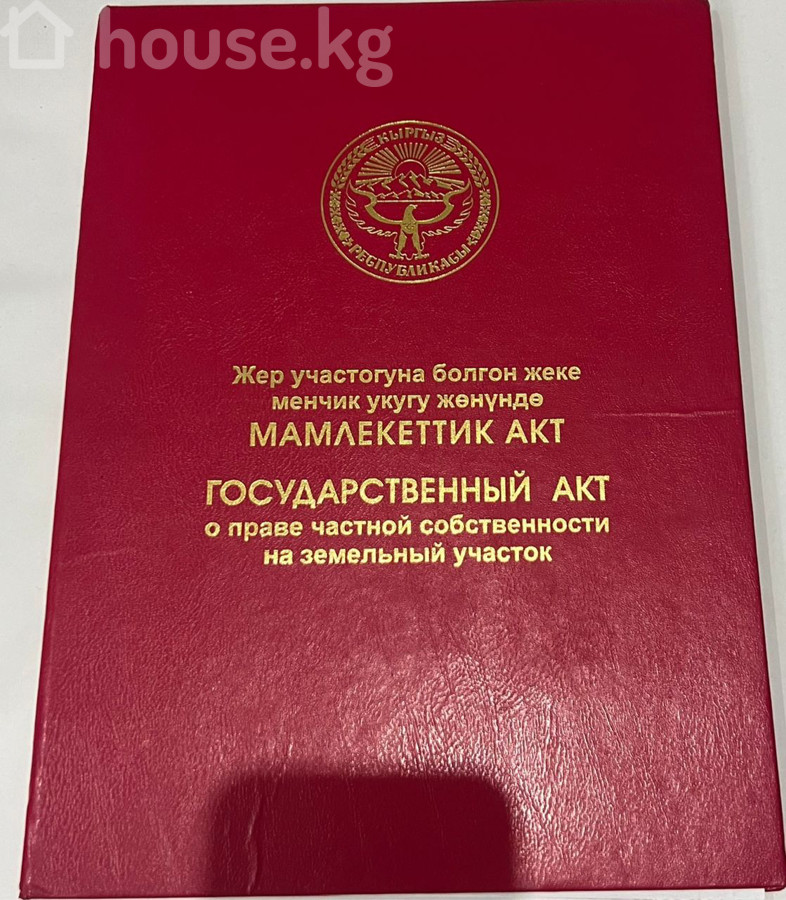 house.kg
КЫРГЫЗ
РЕСПУБЛИКАСЫ
Жер участогуна болгон жеке
менчик укугу жөнүндө
МАМЛЕКЕТТИК АКТ
ГОСУДАРСТВЕННЫЙ АКТ
о праве частной собственности
на земельный участок